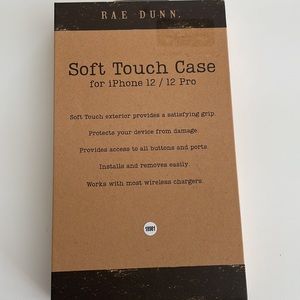 RAE DUNN.
Soft Touch Case
for iPhone 12 / 12 Pro
Soft Touch exterior provides a satisfying grip
Protects your device from damage
Provides access to all buttons and ports
Installs and removes easily
Works with most wireless chargers